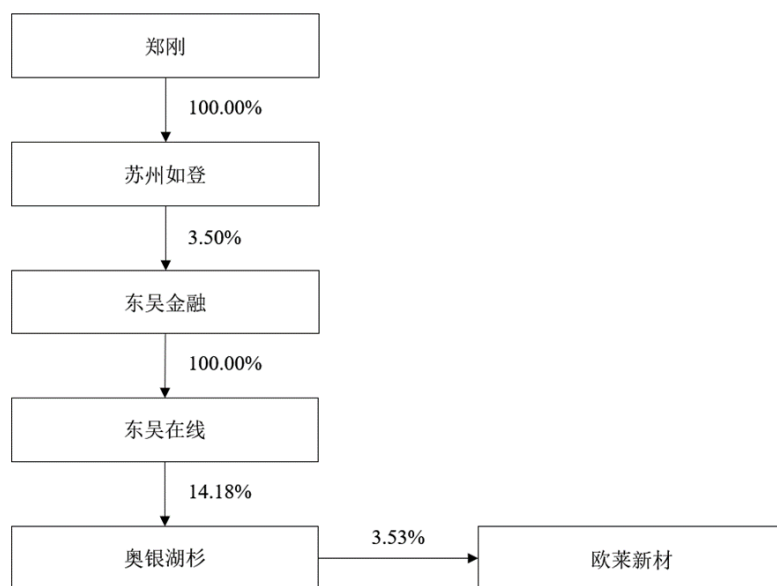 郑刚
100.00%
苏州如登
3.50%
东吴金融
100.00%
东吴在线
14.18%
奥银湖杉
3.53%
欧莱新材